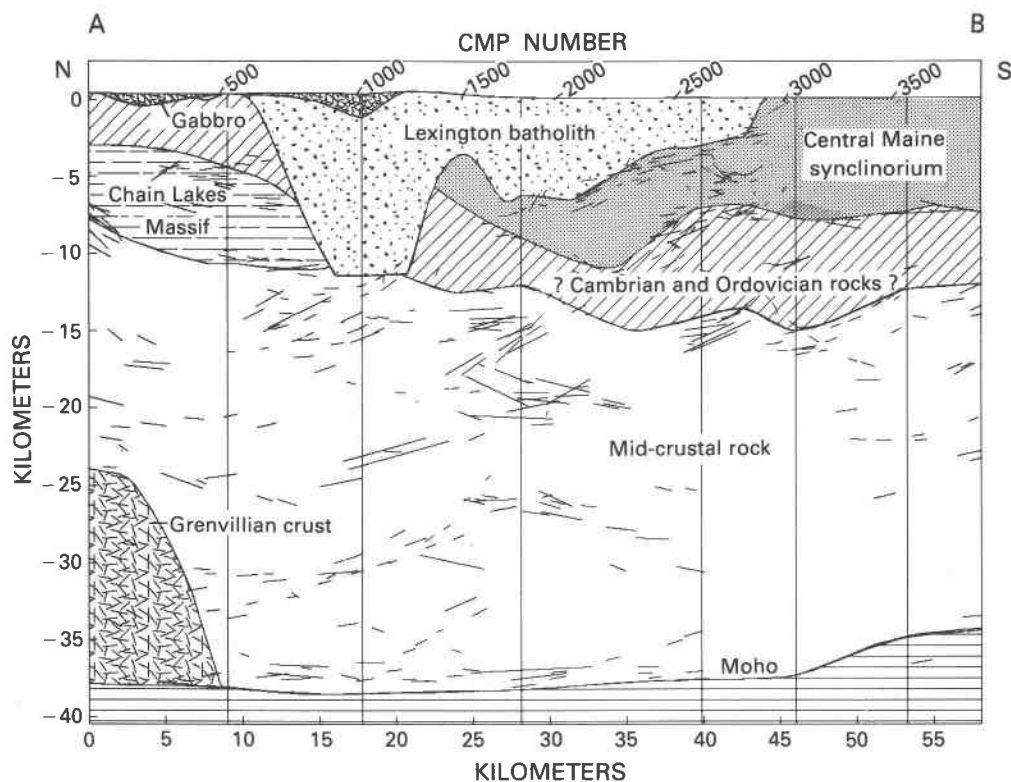 A
B
CMP NUMBER
N
S
500
1000
1500
2000
2500
3000
3500
0
Gabbro
Lexington batholith
Central Maine
synclinorium
-5
Chain Lakes
Massif
-10
? Cambrian and Ordovician rocks ?
-15
-20
Mid-crustal rock
-25
Grenvillian crust
-30
-35
Moho
-40
KILOMETERS
0
5
10
15
20
25
30
35
40
45
50
55
KILOMETERS